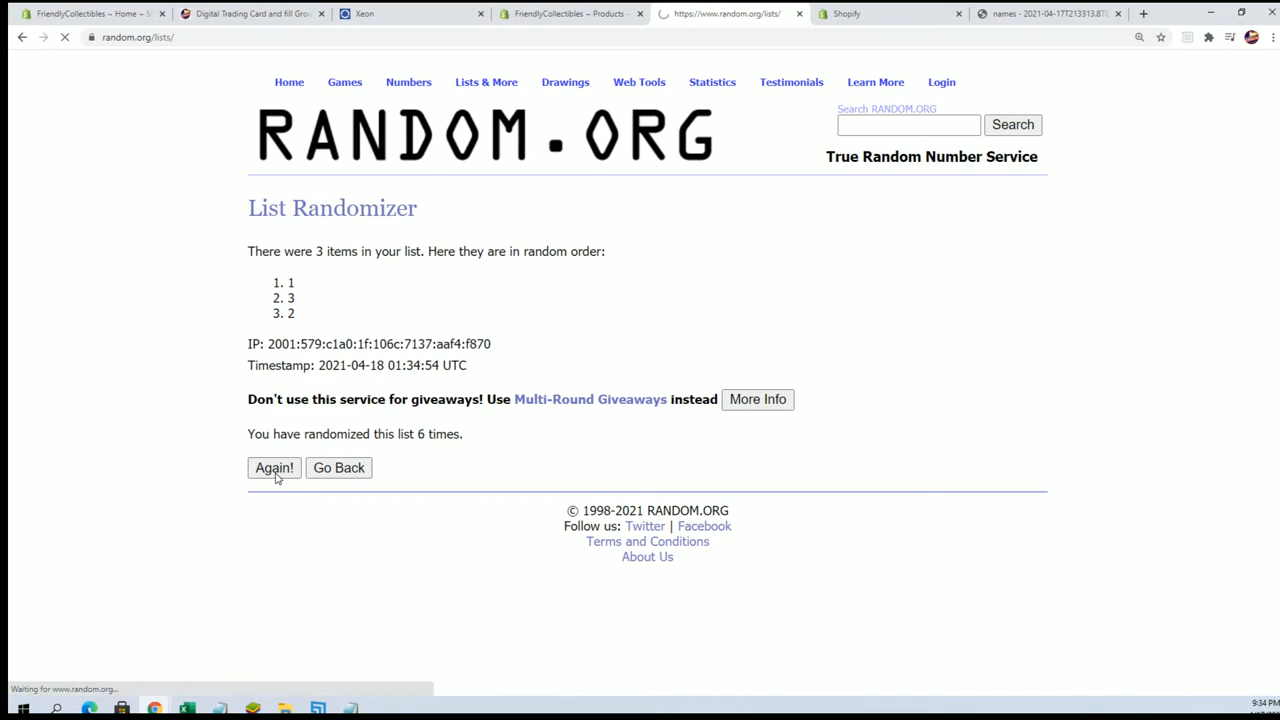 FriendlyCollectibles ~ Home ~ S
Digital Trading Card and fill Grou
Xeon
FriendlyCollectibles ~ Products ~
https://www.random.org/lists/
Shopify
names - 2021-04-17T213313.87
random.org/lists/
Home Games Numbers Lists & More Drawings Web Tools Statistics Testimonials Learn More Login
RANDOM.ORG
Search RANDOM.ORG
Search
True Random Number Service
List Randomizer
There were 3 items in your list. Here they are in random order:
1. 1
2. 3
3. 2
IP: 2001:579:c1a0:1f:106c:7137:aaf4:f870
Timestamp: 2021-04-18 01:34:54 UTC
Don't use this service for giveaways! Use Multi-Round Giveaways instead More Info
You have randomized this list 6 times.
Again! Go Back
© 1998-2021 RANDOM.ORG
Follow us: Twitter | Facebook
Terms and Conditions
About Us
Waiting for www.random.org...
9:34 PM